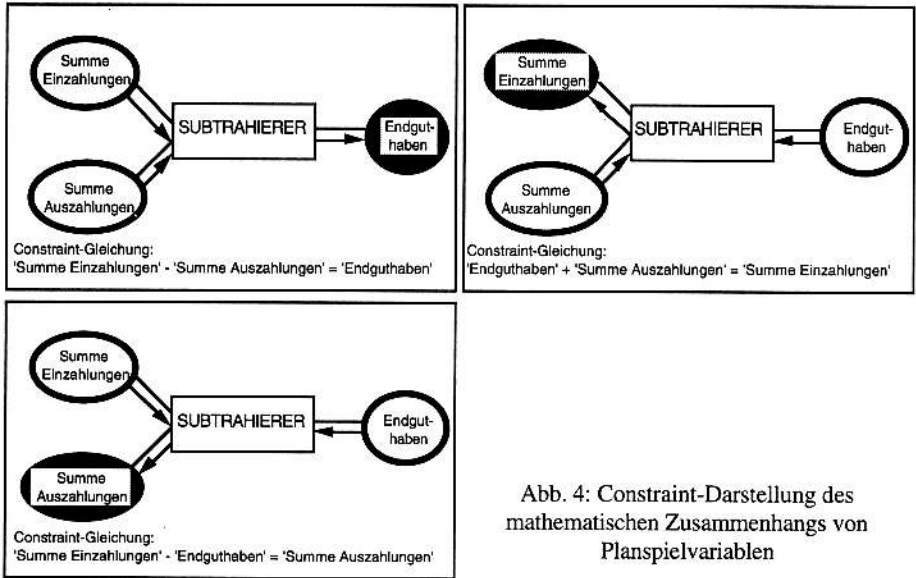 Summe
Einzahlungen
SUBTRAHIERER
Endgut-
haben
Summe
Auszahlungen
Constraint-Gleichung:
'Summe Einzahlungen' - 'Summe Auszahlungen' = 'Endguthaben'
Summe
Einzahlungen
SUBTRAHIERER
Endgut-
haben
Summe
Auszahlungen
Constraint-Gleichung:
'Endguthaben' + 'Summe Auszahlungen' = 'Summe Einzahlungen'
Summe
Einzahlungen
SUBTRAHIERER
Endgut-
haben
Summe
Auszahlungen
Constraint-Gleichung:
'Summe Einzahlungen' - 'Endguthaben' = 'Summe Auszahlungen'
Abb. 4: Constraint-Darstellung des
mathematischen Zusammenhangs von
Planspielvariablen